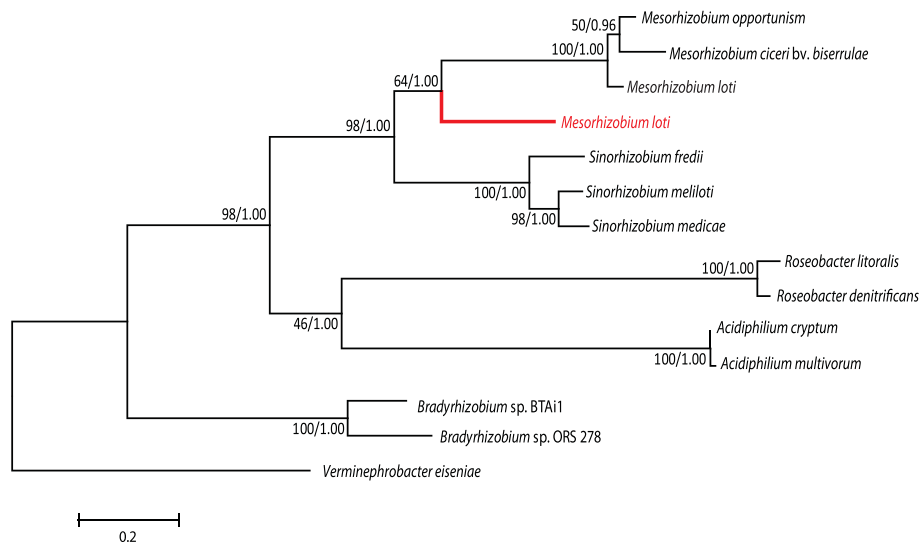 Mesorhizobium opportunism
50/0.96
Mesorhizobium ciceri bv. biserrulae
100/1.00
Mesorhizobium loti
64/1.00
Mesorhizobium loti
98/1.00
Sinorhizobium fredii
100/1.00
Sinorhizobium meliloti
98/1.00
Sinorhizobium medicae
98/1.00
Roseobacter litoralis
100/1.00
Roseobacter denitrificans
46/1.00
Acidiphilium cryptum
100/1.00
Acidiphilium multivorum
Bradyrhizobium sp. BTAi1
100/1.00
Bradyrhizobium sp. ORS 278
Verminephrobacter eiseniae
0.2